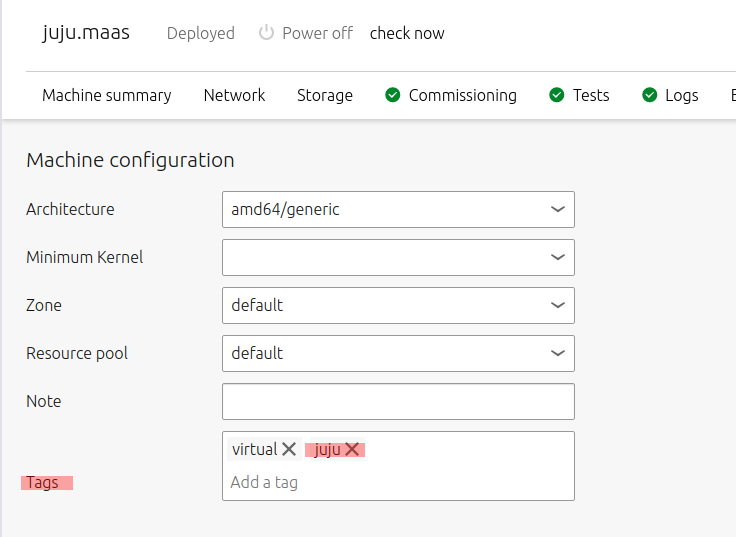 juju.maas Deployed Power off check now
Machine summary Network Storage Commissioning Tests Logs
Machine configuration
Architecture amd64/generic
Minimum Kernel
Zone default
Resource pool default
Note
virtual juju
Tags Add a tag